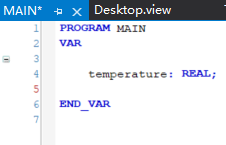 MAIN* Desktop.view
1 PROGRAM MAIN
2 VAR
3
4 temperature: REAL;
5
6 END_VAR
7